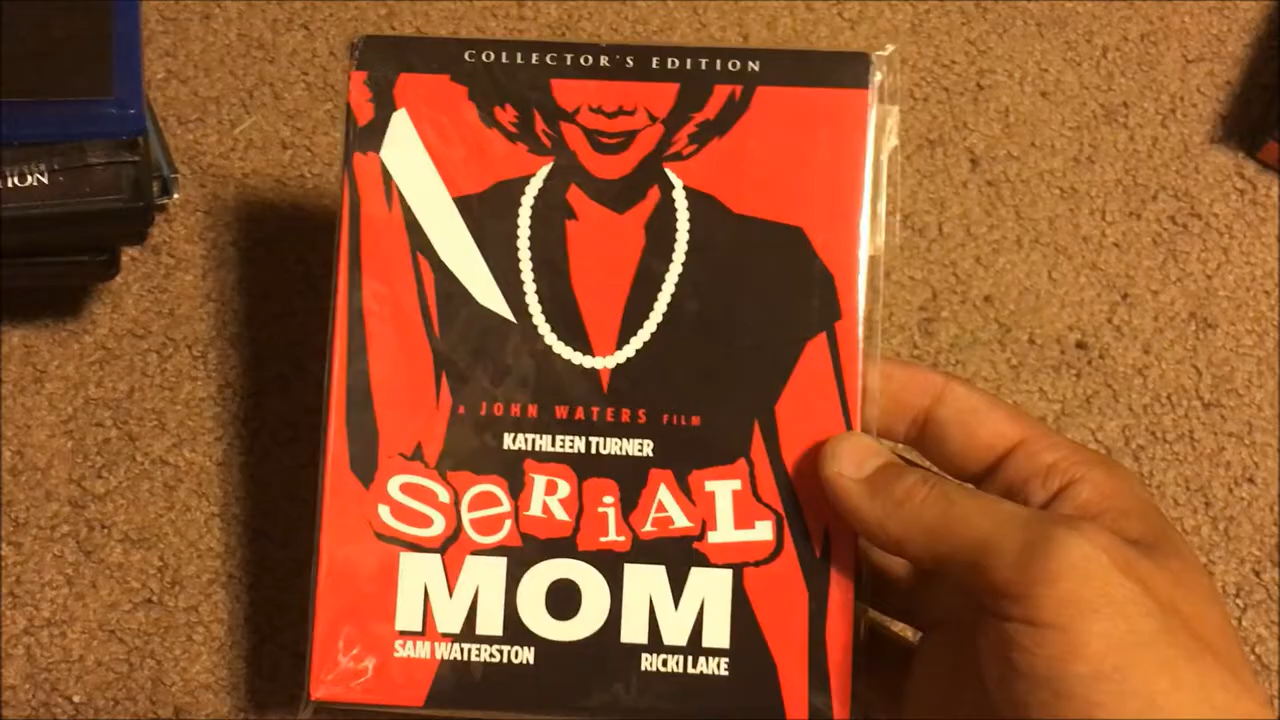 COLLECTOR'S EDITION
A JOHN WATERS FILM
KATHLEEN TURNER
SeRiAL
MOM
SAM WATERSTON RICKI LAKE